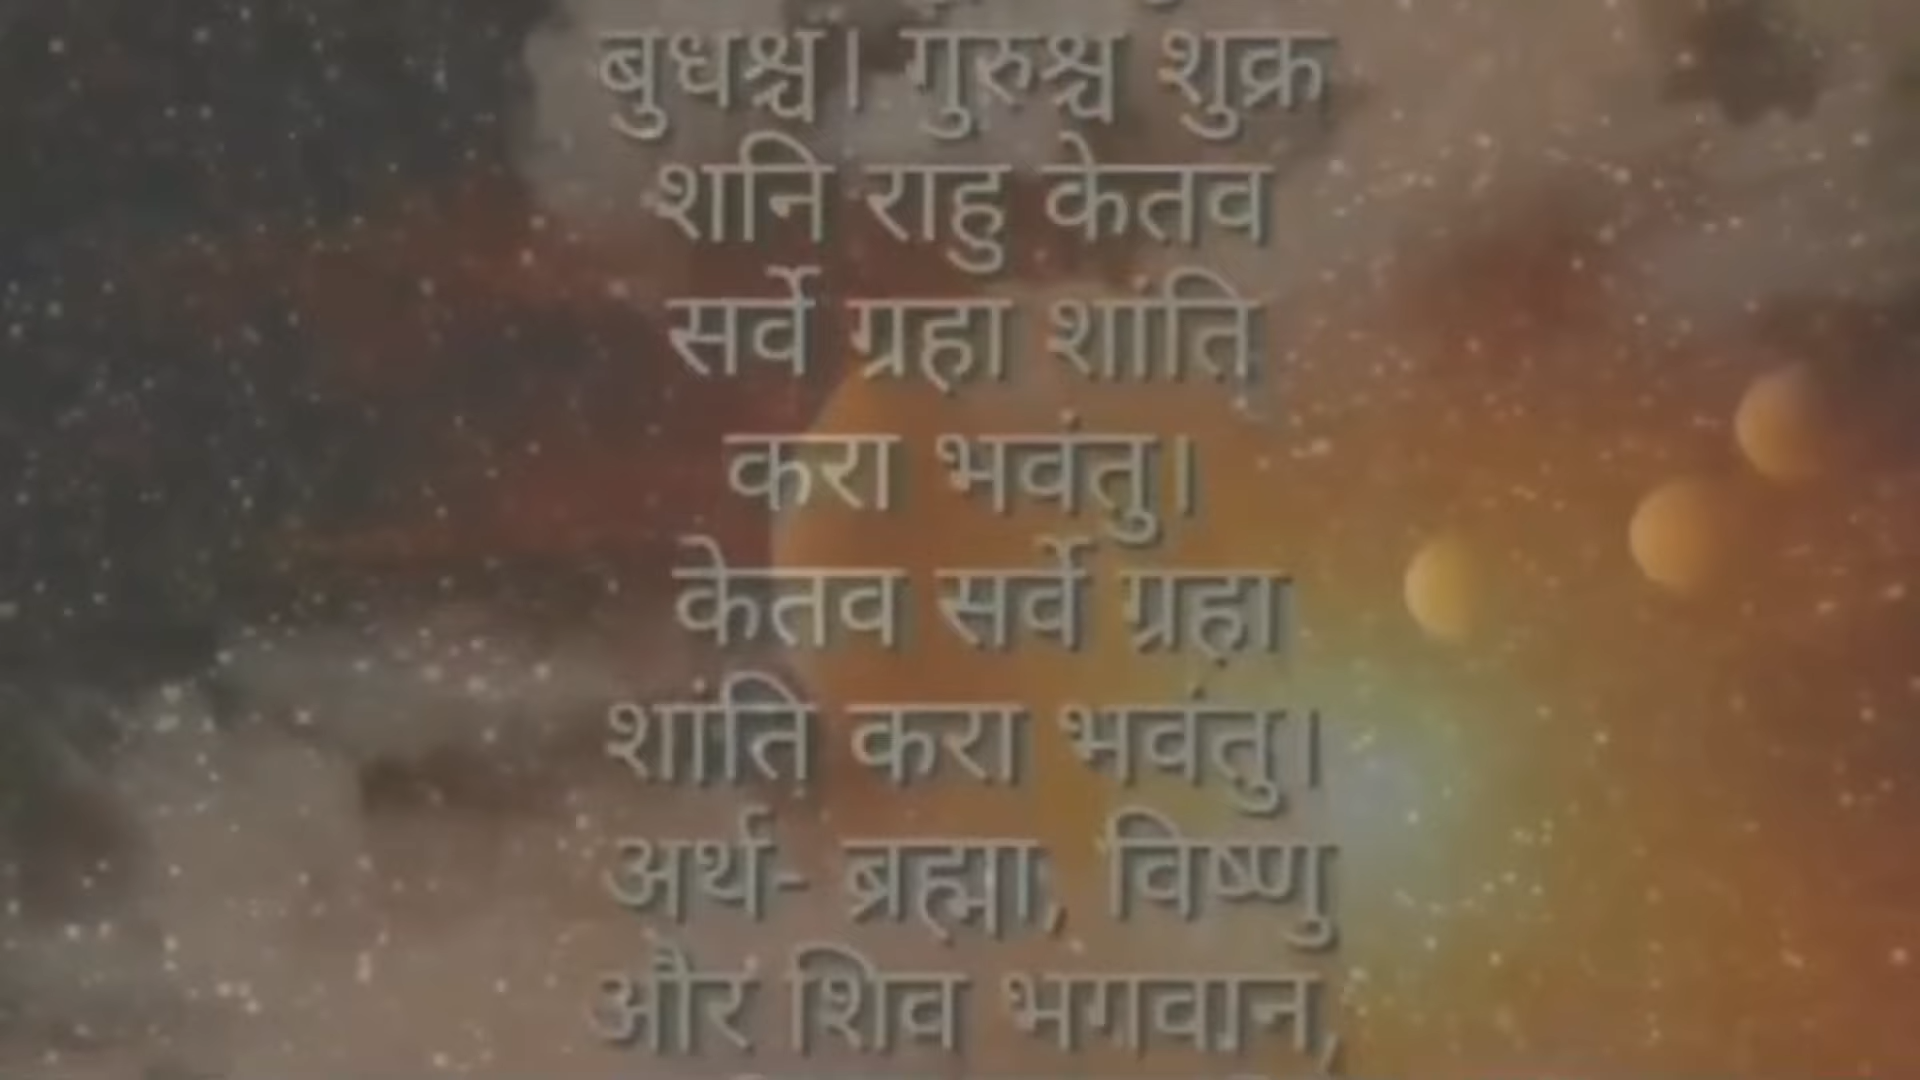 बुधश्च। गुरुश्च शुक्र
शनि राहु केतव
सर्वे ग्रहा शांति
करा भवंतु।
केतव सर्वे ग्रहा
शांति करा भवंतु।
अर्थ- ब्रह्मा, विष्णु
और शिव भगवान,